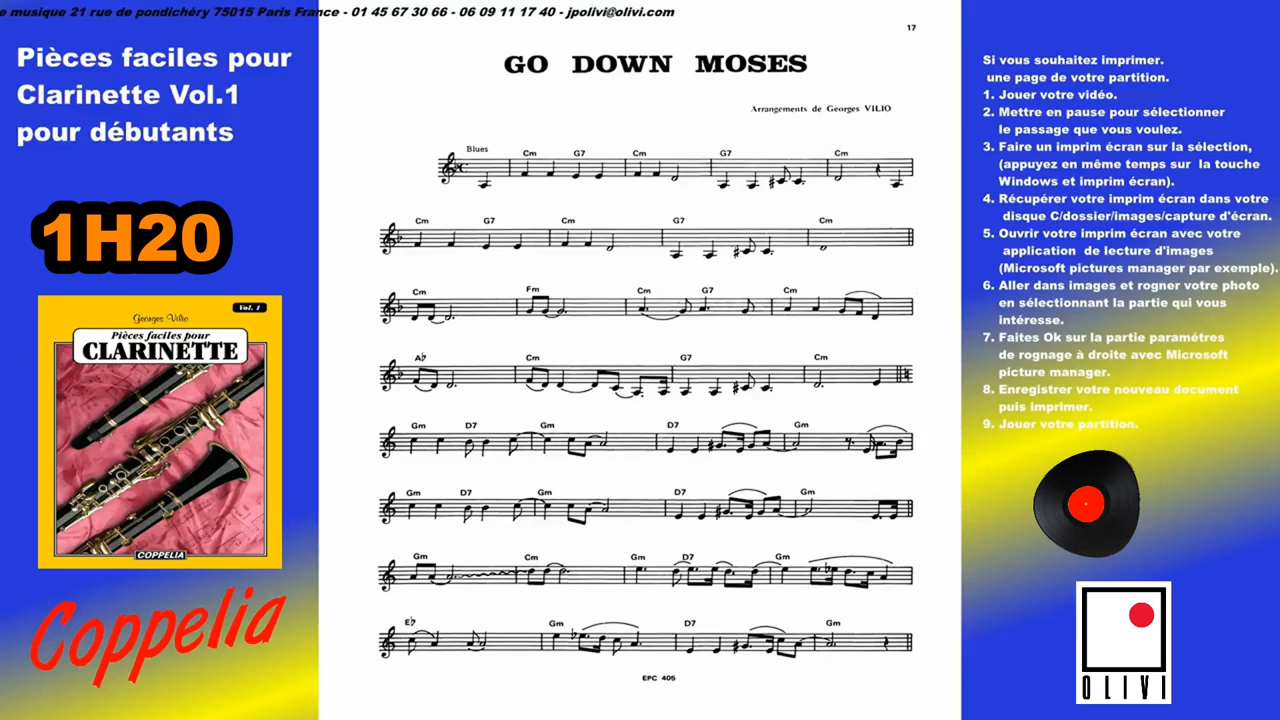 e musique 21 rue de pondichéry 75015 Paris France - 01 45 67 30 66 - 06 09 11 17 40 - jpolivi@olivi.com
Pièces faciles pour
Clarinette Vol.1
pour débutants
1H20
Vol. 1
Georges Vilio
Pièces faciles pour
CLARINETTE
COPPELIA
Coppelia
17
GO DOWN MOSES
Arrangements de Georges VILIO
Blues
Cm G7 Cm G7 Cm
Cm G7 Cm G7 Cm
Cm Fm Cm G7 Cm
A♭ Cm G7 Cm
Gm D7 Gm D7 Gm
Gm D7 Gm D7 Gm
Gm Cm Gm D7 Gm
E♭ Gm D7 Gm
EPC 405
Si vous souhaitez imprimer.
une page de votre partition.
1. Jouer votre vidéo.
2. Mettre en pause pour sélectionner
le passage que vous voulez.
3. Faire un imprim écran sur la sélection,
(appuyez en même temps sur la touche
Windows et imprim écran).
4. Récupérer votre imprim écran dans votre
disque C/dossier/images/capture d'écran.
5. Ouvrir votre imprim écran avec votre
application de lecture d'images
(Microsoft pictures manager par exemple).
6. Aller dans images et rogner votre photo
en sélectionnant la partie qui vous
intéresse.
7. Faites Ok sur la partie paramétres
de rognage à droite avec Microsoft
picture manager.
8. Enregistrer votre nouveau document
puis imprimer.
9. Jouer votre partition.
OLIVI